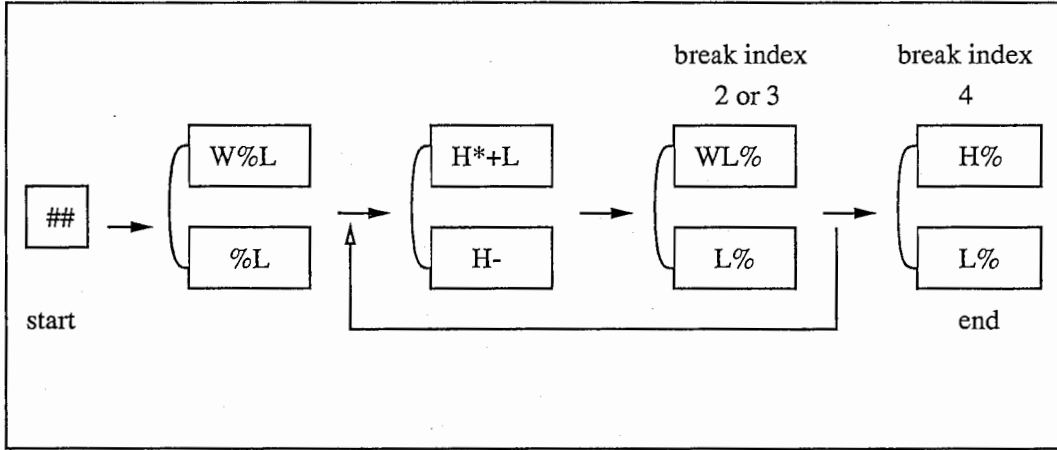 break index
2 or 3
break index
4
W%L
H*+L
WL%
H%
##
%L
H-
L%
L%
start
end